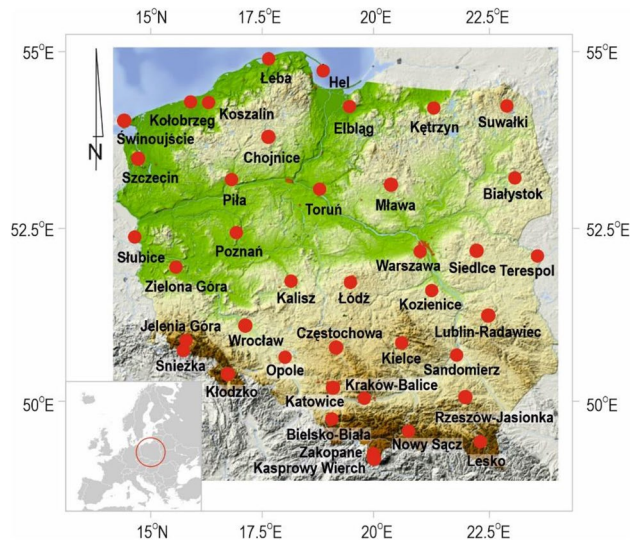 15°N 17.5°E 20°E 22.5°E
55°E 55°E
Łeba
Hel
Kołobrzeg
Koszalin
Elbląg
Kętrzyn
Suwałki
Świnoujście
N
Chojnice
Szczecin
Piła
Toruń
Mława
Białystok
52.5°E 52.5°E
Słubice
Poznań
Warszawa
Siedlce
Terespol
Zielona Góra
Kalisz
Łódź
Kozienice
Jelenia Góra
Wrocław
Częstochowa
Lublin-Radawiec
Śnieżka
Opole
Kielce
Sandomierz
Kłodzko
Kraków-Balice
Katowice
50°E 50°E
Rzeszów-Jasionka
Bielsko-Biała
Nowy Sącz
Zakopane
Kasprowy Wierch
Lesko
15°N 17.5°E 20°E 22.5°E